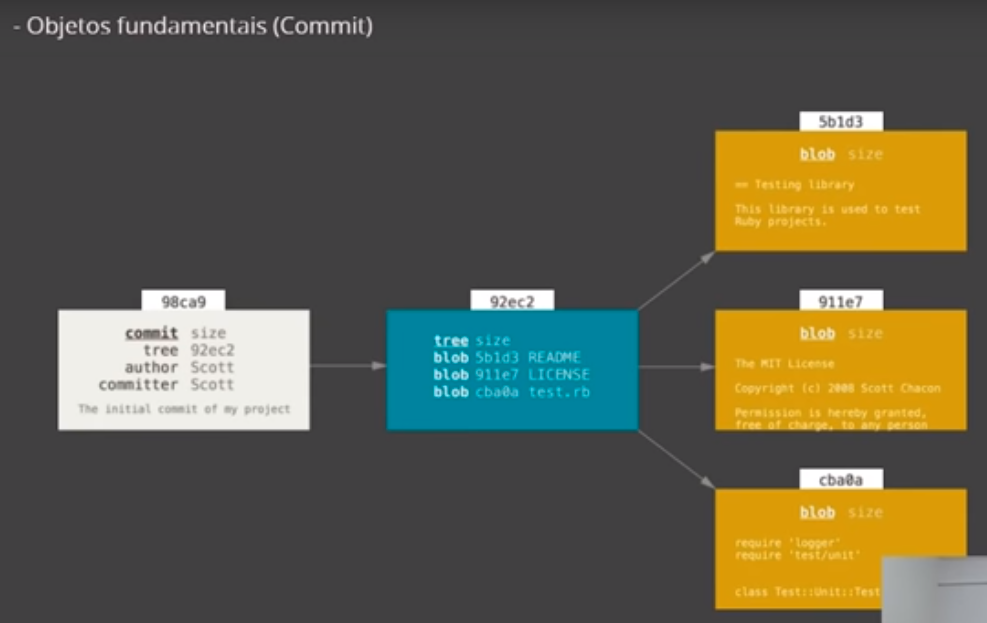 - Objetos fundamentais (Commit)
98ca9
commit size
tree 92ec2
author Scott
committer Scott
The initial commit of my project
92ec2
tree size
blob 5b1d3 README
blob 911e7 LICENSE
blob cba0a test.rb
5b1d3
blob size
== Testing library
This library is used to test
Ruby projects.
911e7
blob size
The MIT License
Copyright (c) 2008 Scott Chacon
Permission is hereby granted,
free of charge, to any person
cba0a
blob size
require 'logger'
require 'test/unit'
class Test::Unit::Test